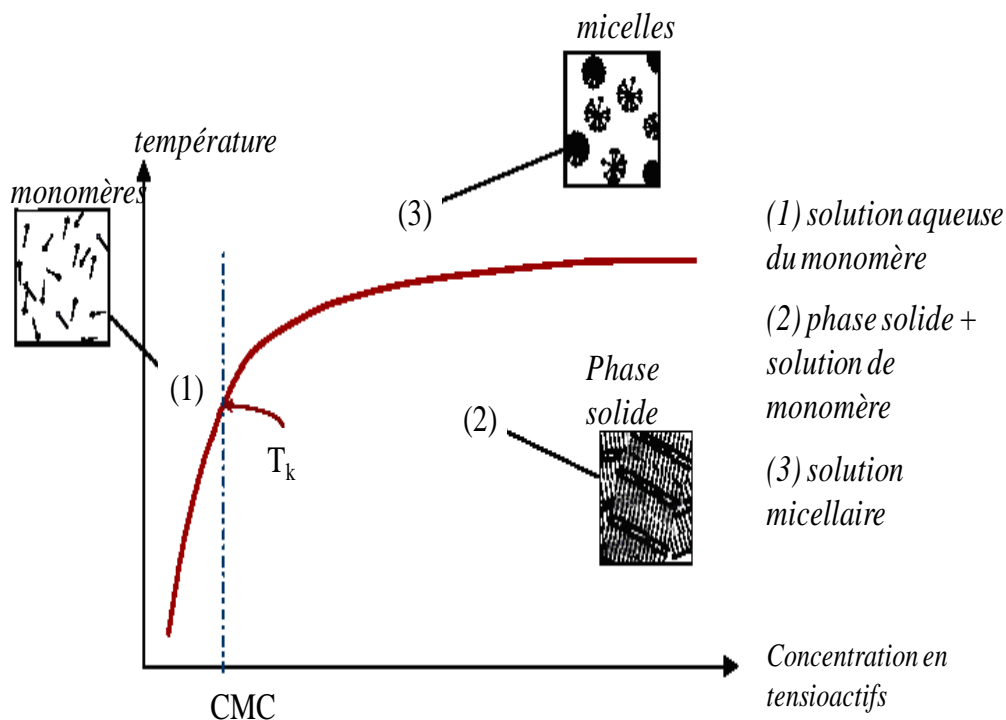 micelles
température
monomères
(3)
(1) solution aqueuse
du monomère
(2) phase solide +
solution de
monomère
(3) solution
micellaire
(1)
Phase
solide
(2)
Tk
Concentration en
tensioactifs
CMC